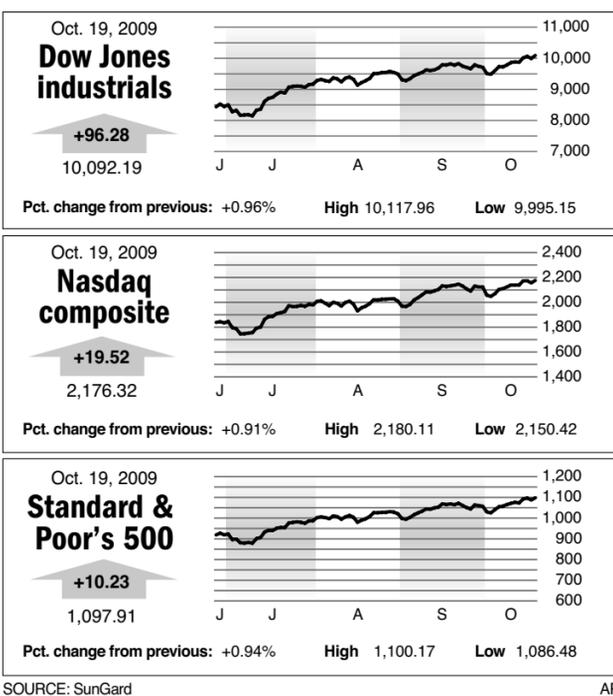 Oct. 19, 2009
Dow Jones
industrials
+96.28
10,092.19
11,000
10,000
9,000
8,000
7,000
J J A S O
Pct. change from previous: +0.96% High 10,117.96 Low 9,995.15
Oct. 19, 2009
Nasdaq
composite
+19.52
2,176.32
2,400
2,200
2,000
1,800
1,600
1,400
J J A S O
Pct. change from previous: +0.91% High 2,180.11 Low 2,150.42
Oct. 19, 2009
Standard &
Poor's 500
+10.23
1,097.91
1,200
1,100
1,000
900
800
700
600
J J A S O
Pct. change from previous: +0.94% High 1,100.17 Low 1,086.48
SOURCE: SunGard